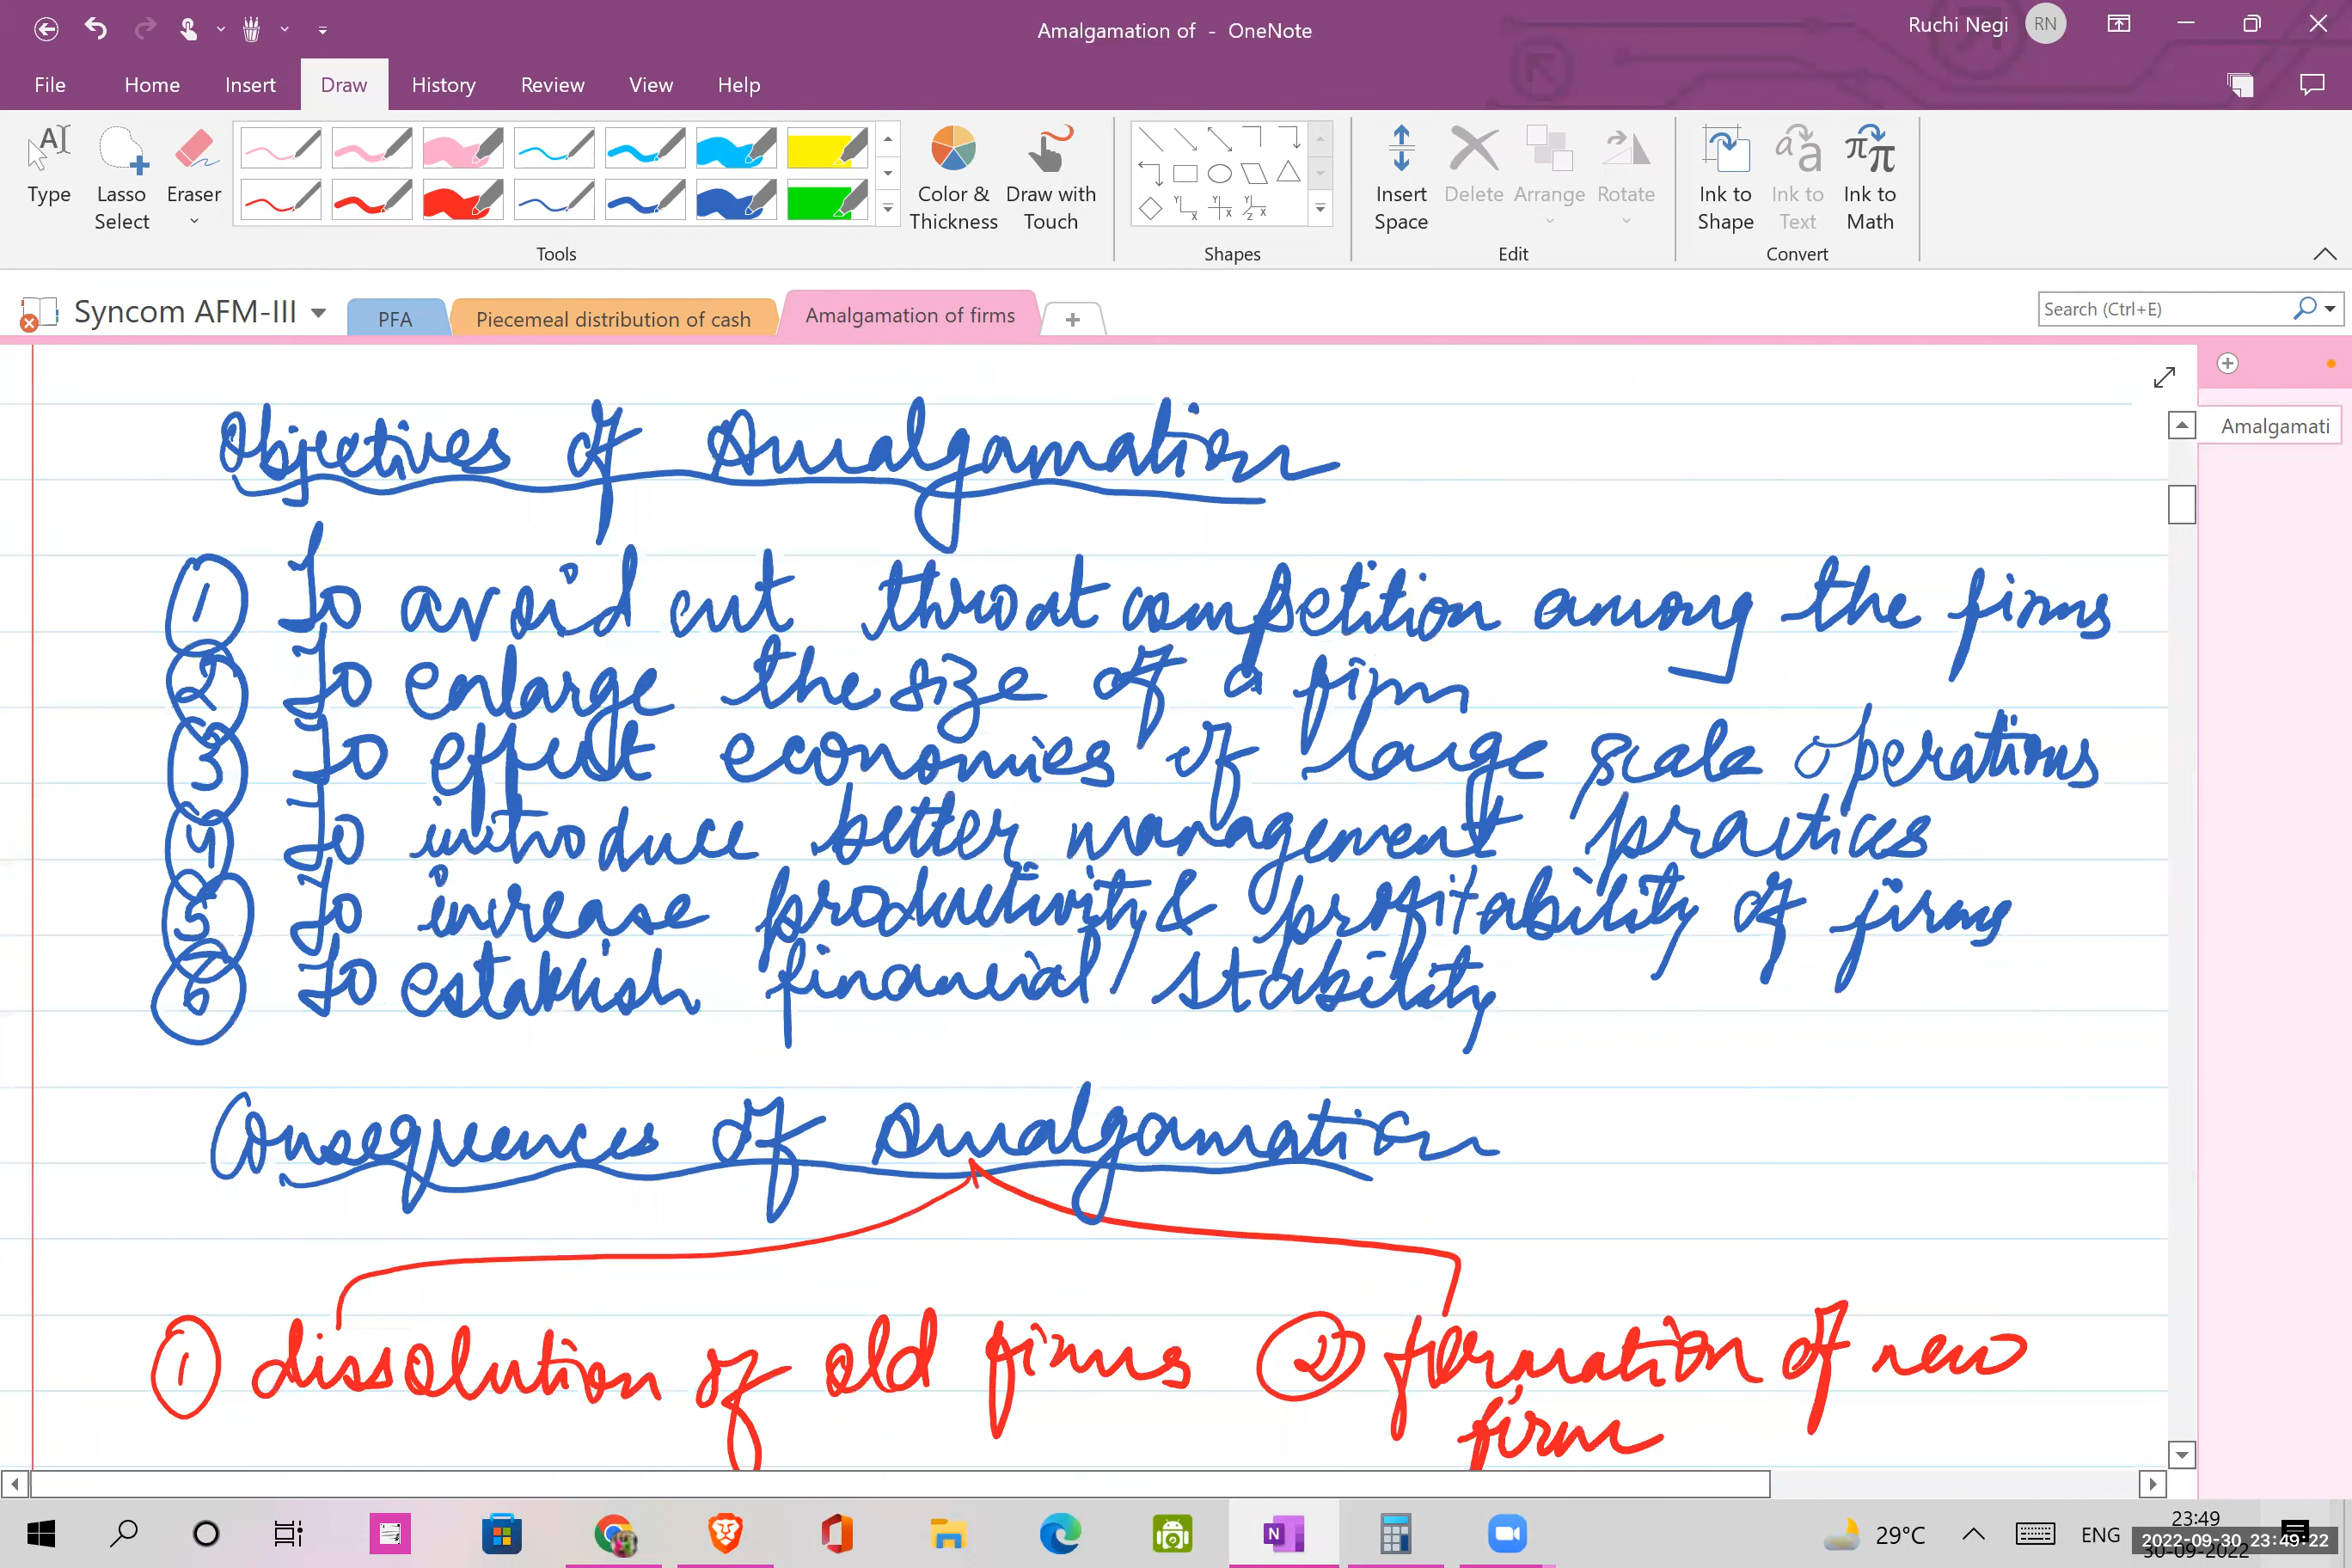 Amalgamation of - OneNote
Ruchi Negi RN
File Home Insert Draw History Review View Help
Type
Lasso Select
Eraser
Color & Thickness
Draw with Touch
Insert Space
Delete
Arrange
Rotate
Ink to Shape
Ink to Text
Ink to Math
Tools Shapes Edit Convert
Syncom AFM-III PFA Piecemeal distribution of cash Amalgamation of firms
Search (Ctrl+E)
Amalgamati
Objectives of Amalgamation
1 To avoid cut throat competition among the firms
2 To enlarge the size of a firm
3 To effect economies of large scale operations
4 To introduce better management practices
5 To increase productivity & profitability of firms
6 To establish financial stability
Consequences of Amalgamation
1 dissolution of old firms 2 formation of new
firm
29°C ENG
23:49
2022-09-30 23:49:22
30-09-2022